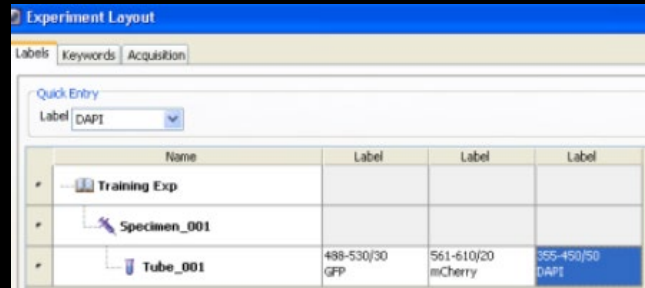 Experiment Layout
Labels Keywords Acquisition
Quick Entry
Label DAPI
Name Label Label Label
Training Exp
Specimen_001
Tube_001 488-530/30 GFP 561-610/20 mCherry 355-450/50 DAPI